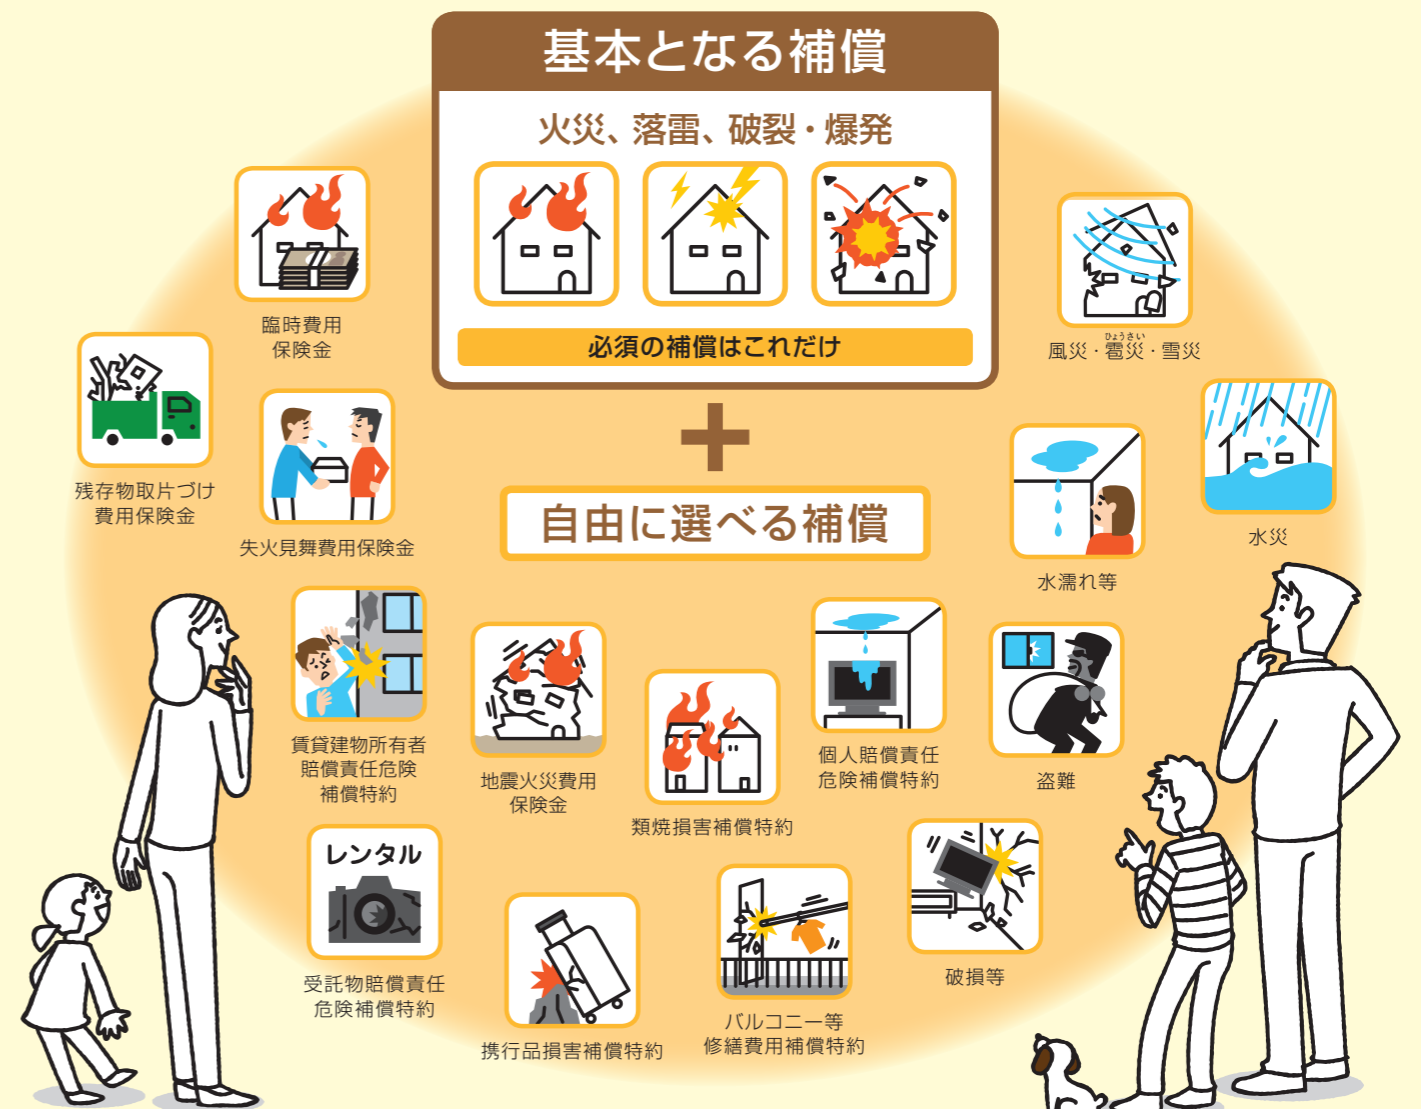 基本となる補償
火災、落雷、破裂・爆発
必須の補償はこれだけ
自由に選べる補償
臨時費用
保険金
残存物取片づけ
費用保険金
失火見舞費用保険金
ひょうさい
風災・雹災・雪災
水災
水濡れ等
賃貸建物所有者
賠償責任危険
補償特約
地震火災費用
保険金
類焼損害補償特約
個人賠償責任
危険補償特約
盗難
レンタル
受託物賠償責任
危険補償特約
携行品損害補償特約
バルコニー等
修繕費用補償特約
破損等